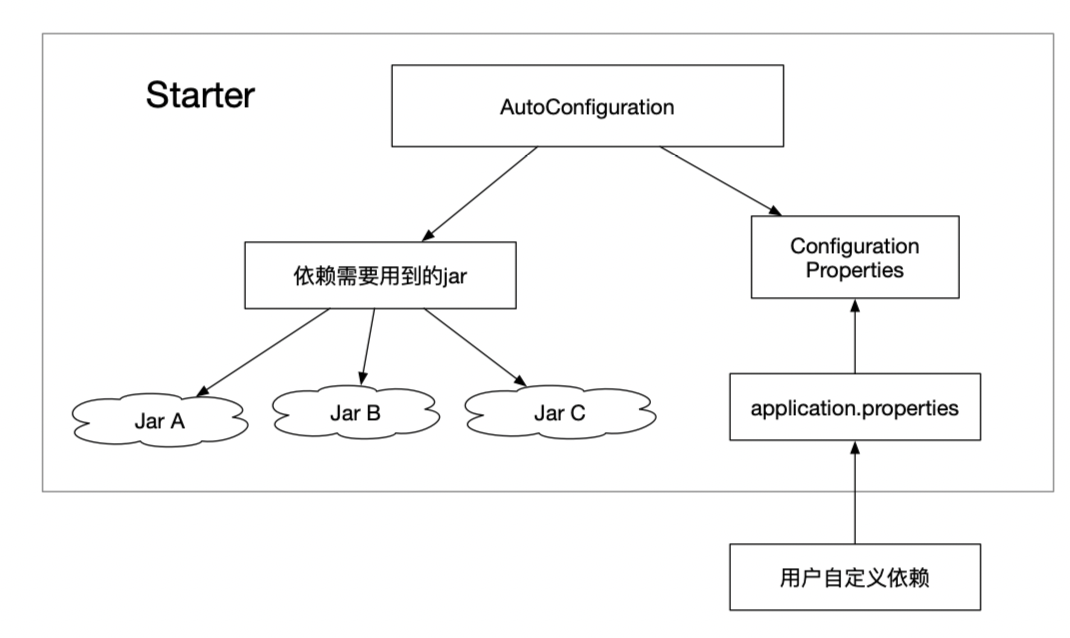 Starter
AutoConfiguration
依赖需要用到的jar
Configuration
Properties
Jar A
Jar B
Jar C
application.properties
用户自定义依赖